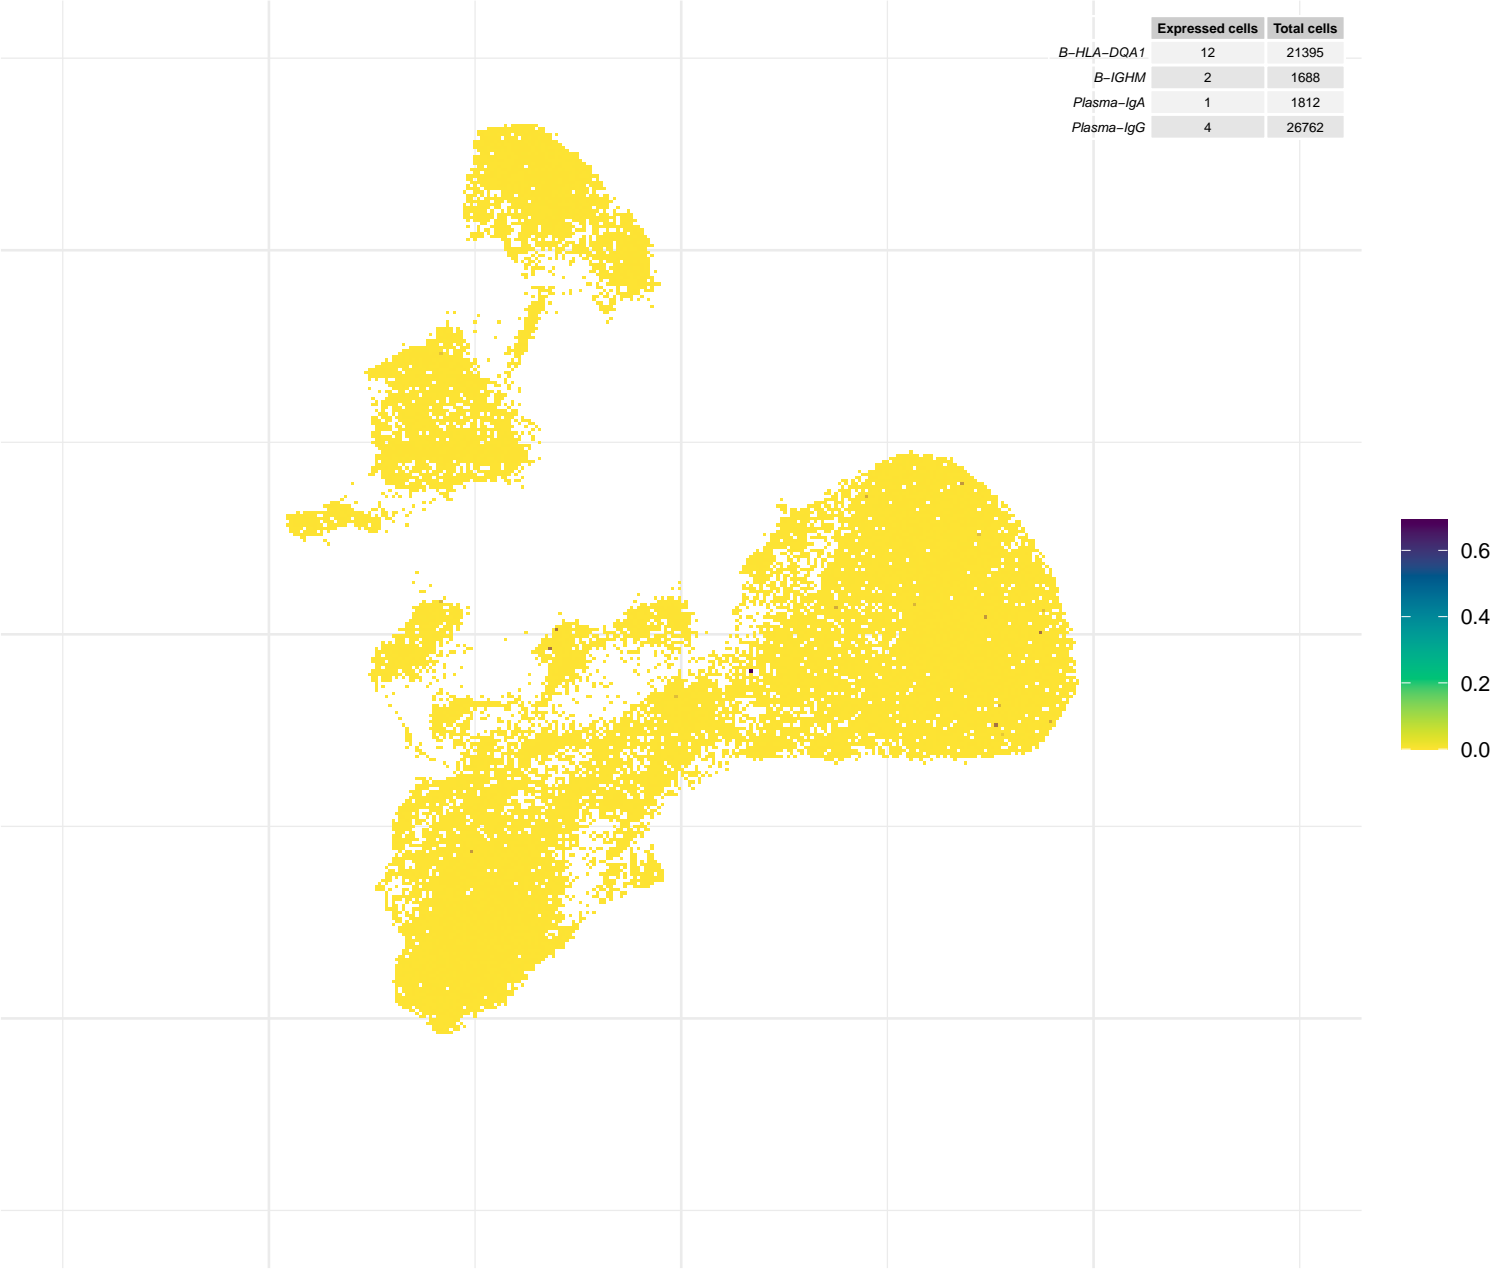 Expressed cells Total cells
B−HLA−DQA1 12 21395
B−IGHM 2 1688
Plasma−IgA 1 1812
Plasma−IgG 4 26762
0.6
0.4
0.2
0.0